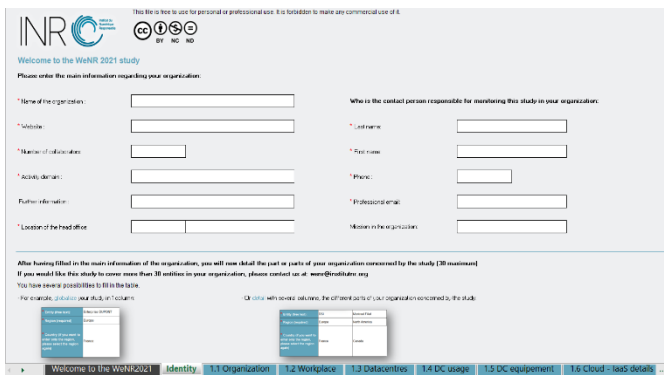 This file is free to use for personal or professional use. It is forbidden to make any commercial use of it.
INR
cc BY NC ND
Welcome to the WeNR 2021 study
Please enter the main information regarding your organization:
* Name of the organization:
Who is the contact person responsible for monitoring this study in your organization:
* Website:
* Last name:
* Number of collaborators:
* First name
* Activity domain:
* Phone:
Further information:
* Professional email:
* Location of the head office
Mission in the organization:
After having filled in the main information of the organization, you will now detail the part or parts of your organization concerned by the study (30 maximum)
If you would like this study to cover more than 30 entities in your organization, please contact us at: wenr@institutnr.org
You have several possibilities to fill in the table.
- For example, globalize your study, in 1 column
- Or detail with several columns, the different parts of your organization concerned by the study
Europe
France
Europe
North America
France
Canada
Welcome to the WeNR2021
Identity
1.1 Organization
1.2 Workplace
1.3 Datacentres
1.4 DC usage
1.5 DC equipement
1.6 Cloud - IaaS details